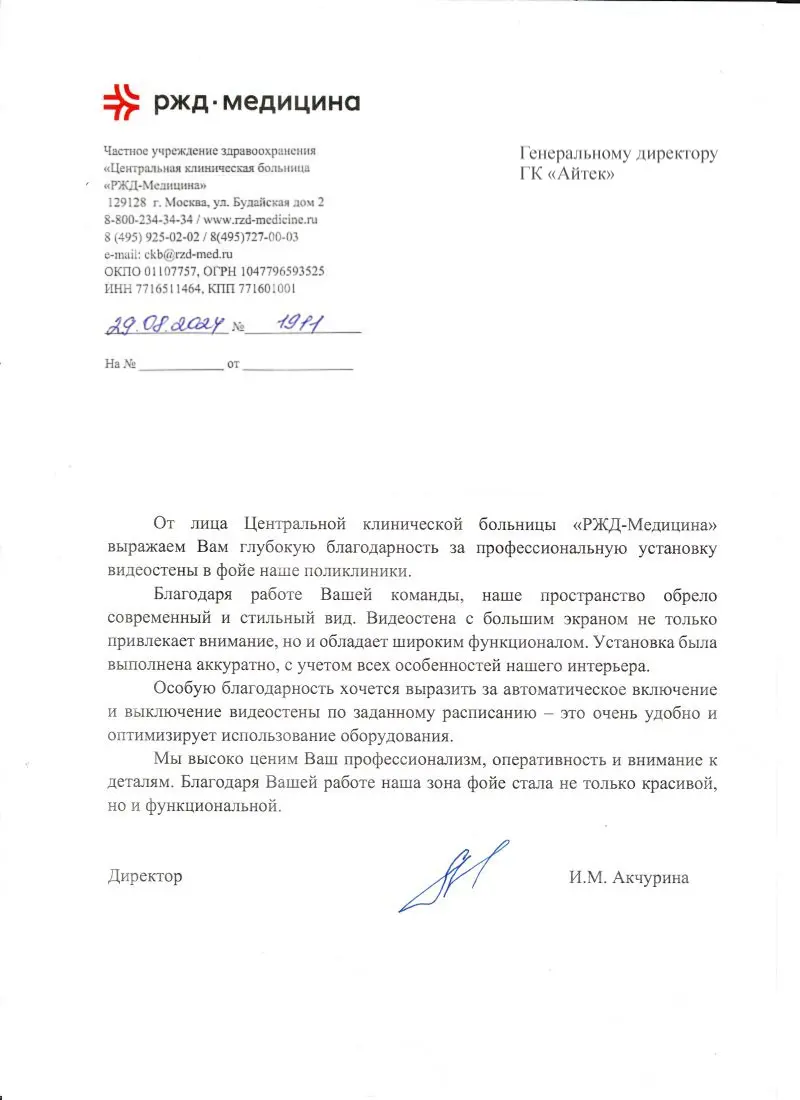 ржд·медицина
Частное учреждение здравоохранения
«Центральная клиническая больница
«РЖД-Медицина»
129128 г. Москва, ул. Будайская дом 2
8-800-234-34-34 / www.rzd-medicine.ru
8 (495) 925-02-02 / 8(495)727-00-03
e-mail: ckb@rzd-med.ru
ОКПО 01107757, ОГРН 1047796593525
ИНН 7716511464, КПП 771601001
29.08.2024 № 1911
На № ____________ от ________________
Генеральному директору
ГК «Айтек»
От лица Центральной клинической больницы «РЖД-Медицина»
выражаем Вам глубокую благодарность за профессиональную установку
видеостены в фойе наше поликлиники.
Благодаря работе Вашей команды, наше пространство обрело
современный и стильный вид. Видеостена с большим экраном не только
привлекает внимание, но и обладает широким функционалом. Установка была
выполнена аккуратно, с учетом всех особенностей нашего интерьера.
Особую благодарность хочется выразить за автоматическое включение
и выключение видеостены по заданному расписанию – это очень удобно и
оптимизирует использование оборудования.
Мы высоко ценим Ваш профессионализм, оперативность и внимание к
деталям. Благодаря Вашей работе наша зона фойе стала не только красивой,
но и функциональной.
Директор И.М. Акчурина